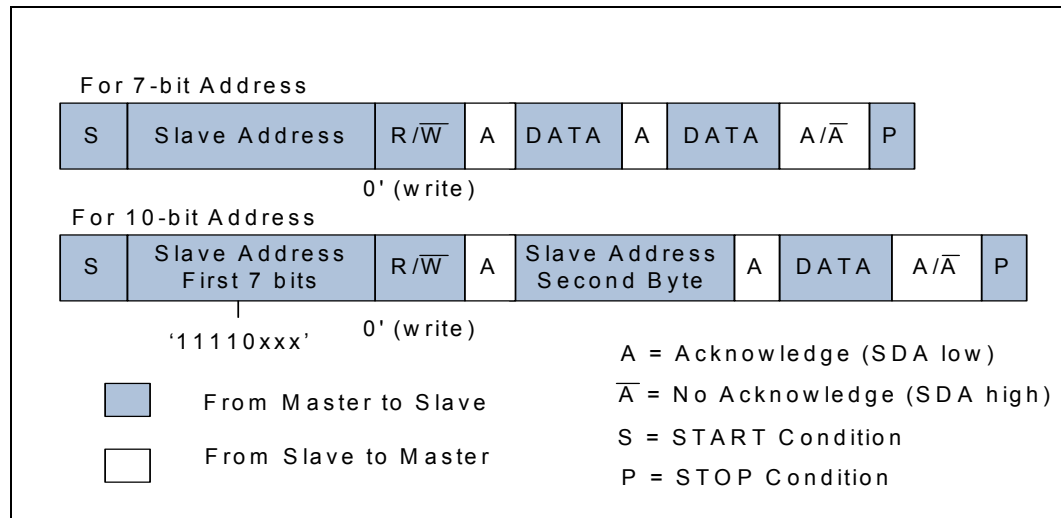 For 7-bit Address
S Slave Address R/W̅ A DATA A DATA A/A̅ P
0' (write)
For 10-bit Address
S Slave Address First 7 bits R/W̅ A Slave Address Second Byte A DATA A/A̅ P
‘11110xxx’ 0' (write)
From Master to Slave
From Slave to Master
A = Acknowledge (SDA low)
A̅ = No Acknowledge (SDA high)
S = START Condition
P = STOP Condition